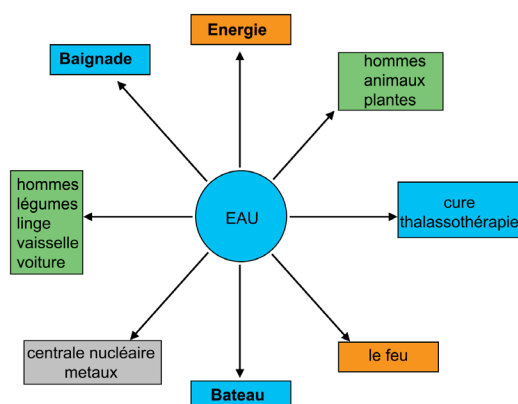 Energie
Baignade
hommes
animaux
plantes
hommes
légumes
linge
vaisselle
voiture
EAU
cure
thalassothérapie
centrale nucléaire
metaux
le feu
Bateau